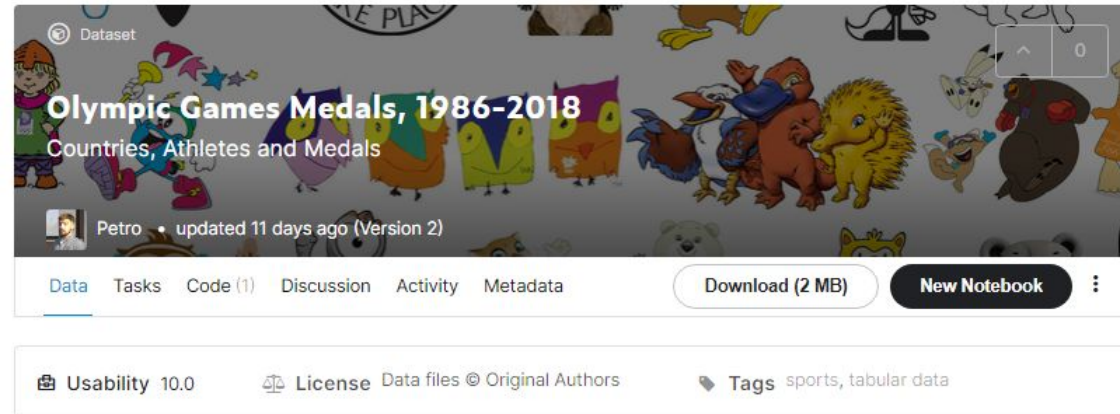 KE PLAC
Dataset
0
Olympic Games Medals, 1986-2018
Countries, Athletes and Medals
Petro • updated 11 days ago (Version 2)
Data Tasks Code (1) Discussion Activity Metadata Download (2 MB) New Notebook
Usability 10.0 License Data files © Original Authors Tags sports, tabular data